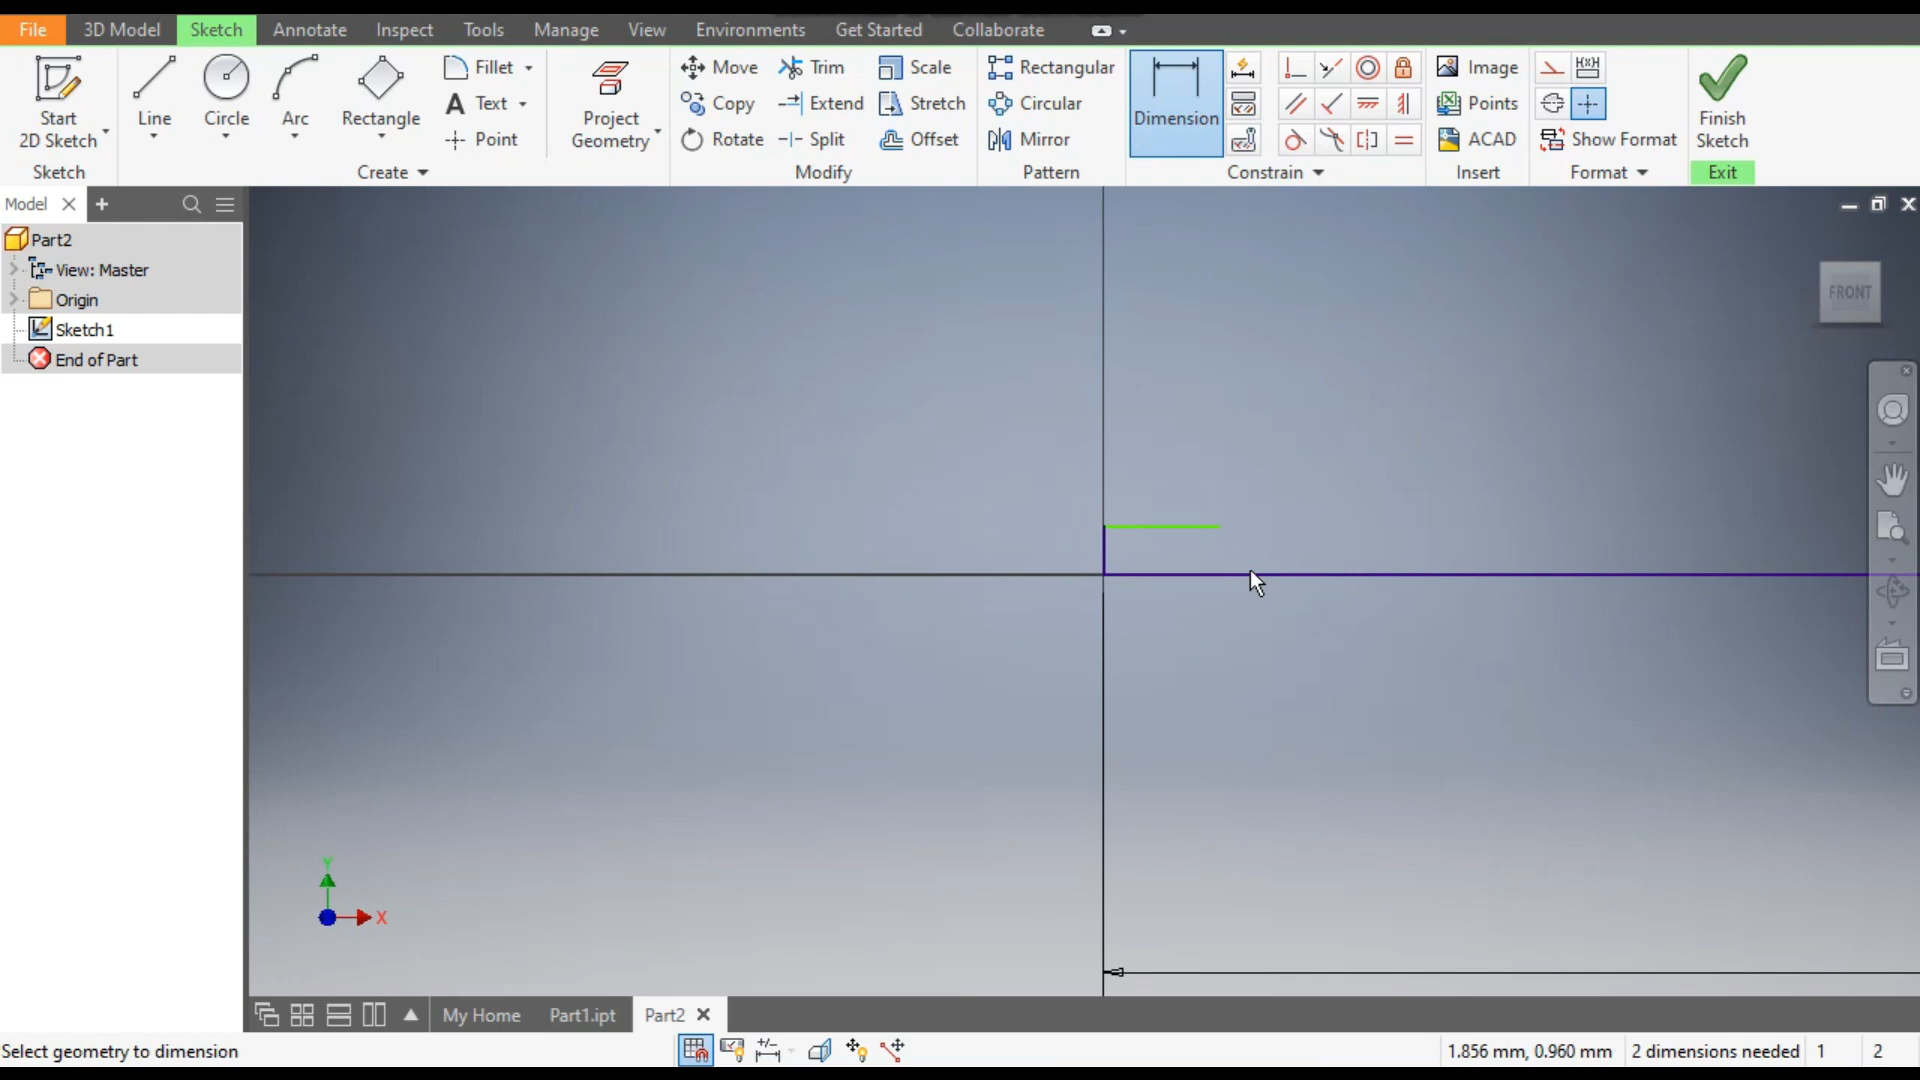 File 3D Model Sketch Annotate Inspect Tools Manage View Environments Get Started Collaborate
Start 2D Sketch
Line
Circle
Arc
Rectangle
Fillet
Text
Point
Project Geometry
Move
Copy
Rotate
Trim
Extend
Split
Scale
Stretch
Offset
Rectangular
Circular
Mirror
Dimension
Image
Points
ACAD
Show Format
Finish Sketch
Sketch Create Modify Pattern Constrain Insert Format Exit
Model
Part2
View: Master
Origin
Sketch1
End of Part
FRONT
Y
X
My Home Part1.ipt Part2
Select geometry to dimension
1.856 mm, 0.960 mm 2 dimensions needed 1 2